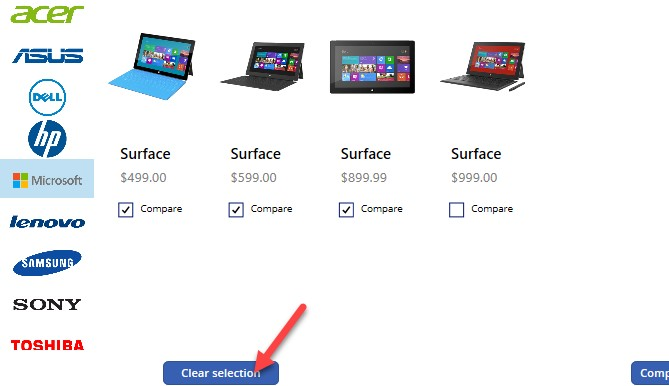 acer
ASUS
DELL
hp
Microsoft
lenovo
SAMSUNG
SONY
TOSHIBA
Surface Surface Surface Surface
$499.00 $599.00 $899.99 $999.00
Compare Compare Compare Compare
Clear selection Comp